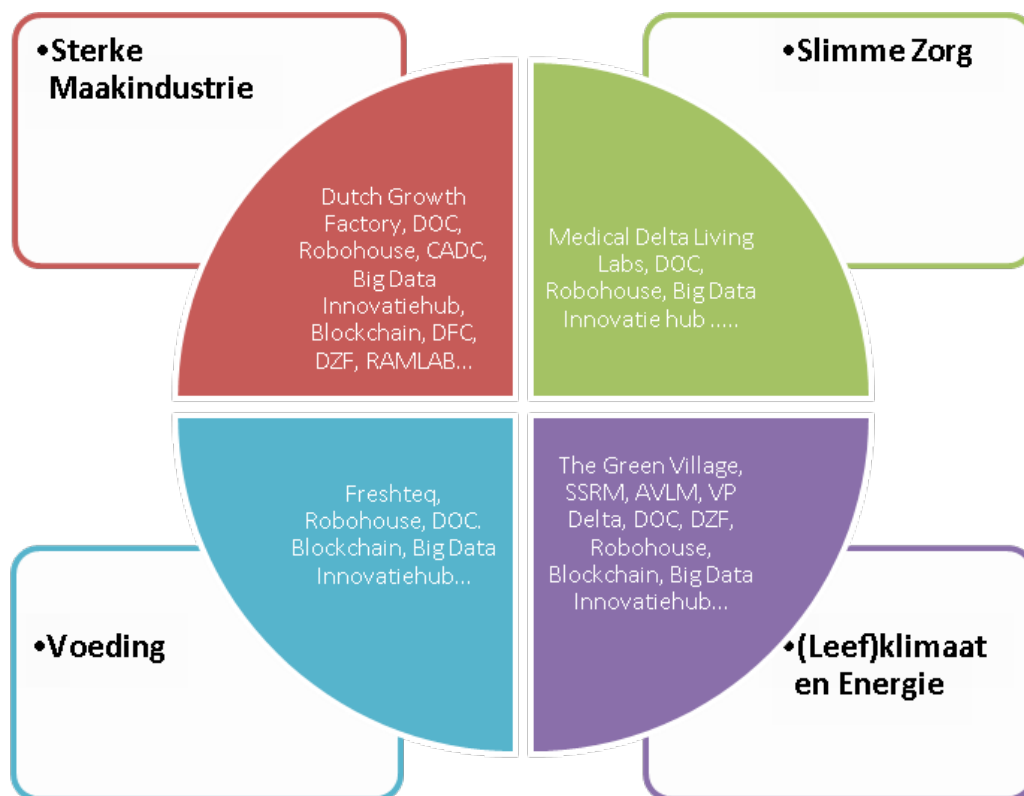 •Sterke
Maakindustrie
•Slimme Zorg
Dutch Growth
Factory, DOC,
Robohouse, CADC,
Big Data
Innovatiehub,
Blockchain, DFC,
DZF, RAMLAB...
Medical Delta Living
Labs, DOC,
Robohouse, Big Data
Innovatie hub .....
Freshteq,
Robohouse, DOC.
Blockchain, Big Data
Innovatiehub...
The Green Village,
SSRM, AVLM, VP
Delta, DOC, DZF,
Robohouse,
Blockchain, Big Data
Innovatiehub...
•Voeding
•(Leef)klimaat
en Energie